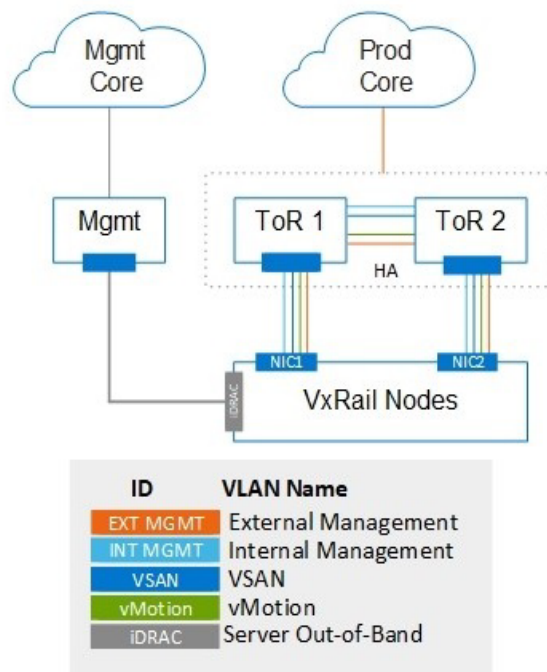 Mgmt
Core
Prod
Core
Mgmt
ToR 1
ToR 2
HA
NIC1
NIC2
iDRAC
VxRail Nodes
ID VLAN Name
EXT MGMT External Management
INT MGMT Internal Management
VSAN VSAN
vMotion vMotion
iDRAC Server Out-of-Band